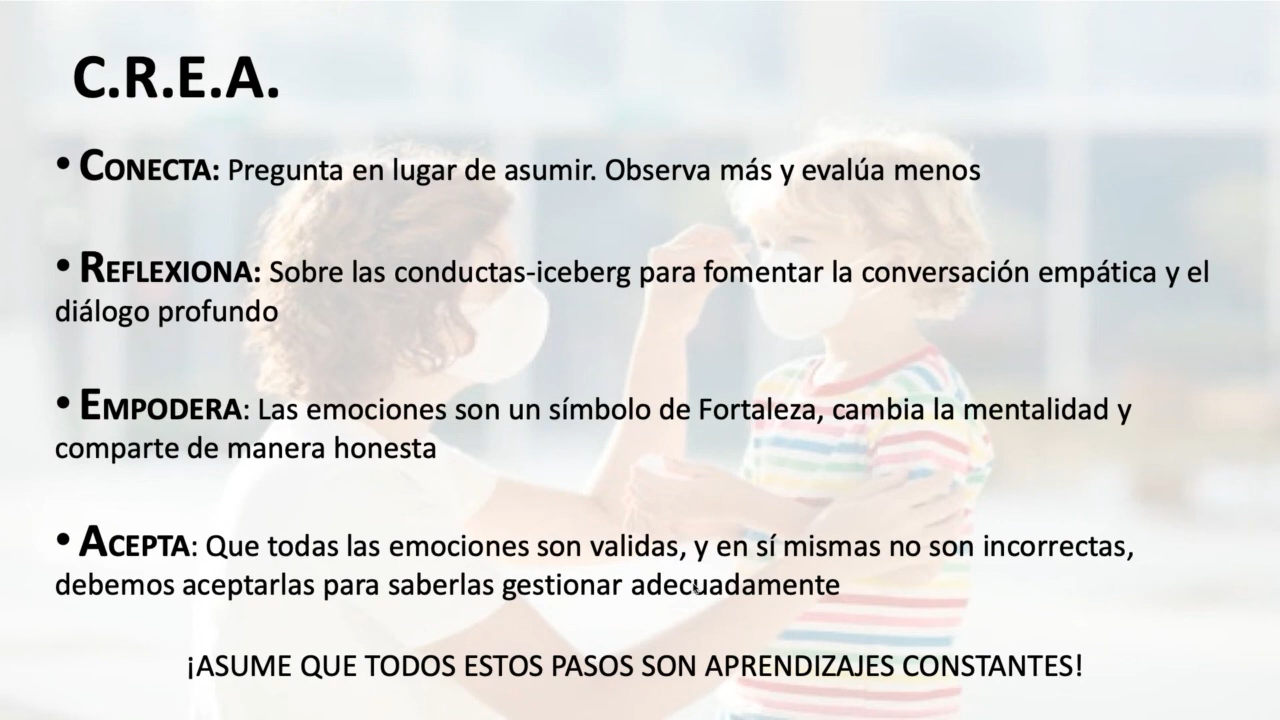 C.R.E.A.
• CONECTA: Pregunta en lugar de asumir. Observa más y evalúa menos
• REFLEXIONA: Sobre las conductas-iceberg para fomentar la conversación empática y el
diálogo profundo
• EMPODERA: Las emociones son un símbolo de Fortaleza, cambia la mentalidad y
comparte de manera honesta
• ACEPTA: Que todas las emociones son validas, y en sí mismas no son incorrectas,
debemos aceptarlas para saberlas gestionar adecuadamente
¡ASUME QUE TODOS ESTOS PASOS SON APRENDIZAJES CONSTANTES!